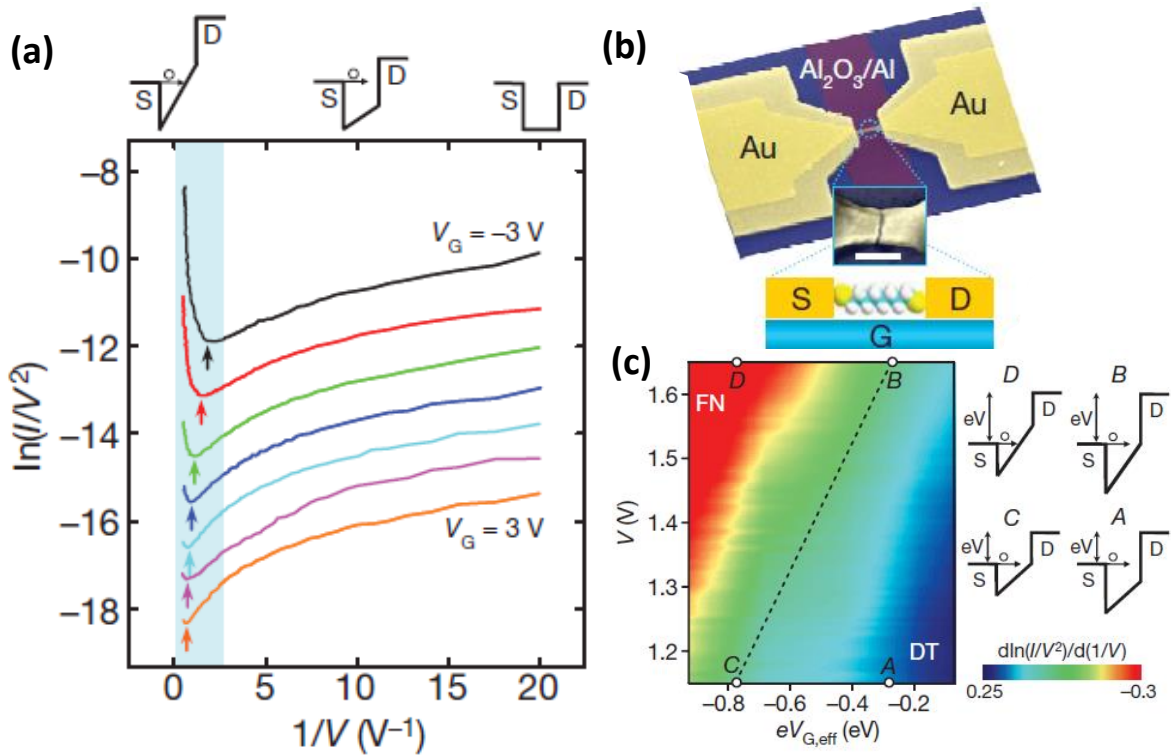 (a)
S
D
S
D
S
D
ln(I/V²)
−8
−10
−12
−14
−16
−18
V_G = −3 V
V_G = 3 V
0
5
10
15
20
1/V (V⁻¹)
(b)
Al₂O₃/Al
Au
Au
S
D
G
(c)
V (V)
1.6
1.5
1.4
1.3
1.2
FN
D
B
C
A
DT
−0.8
−0.6
−0.4
−0.2
eV_G,eff (eV)
D
B
eV
D
S
eV
D
S
C
A
eV
D
S
eV
D
S
dln(I/V²)/d(1/V)
0.25
−0.3